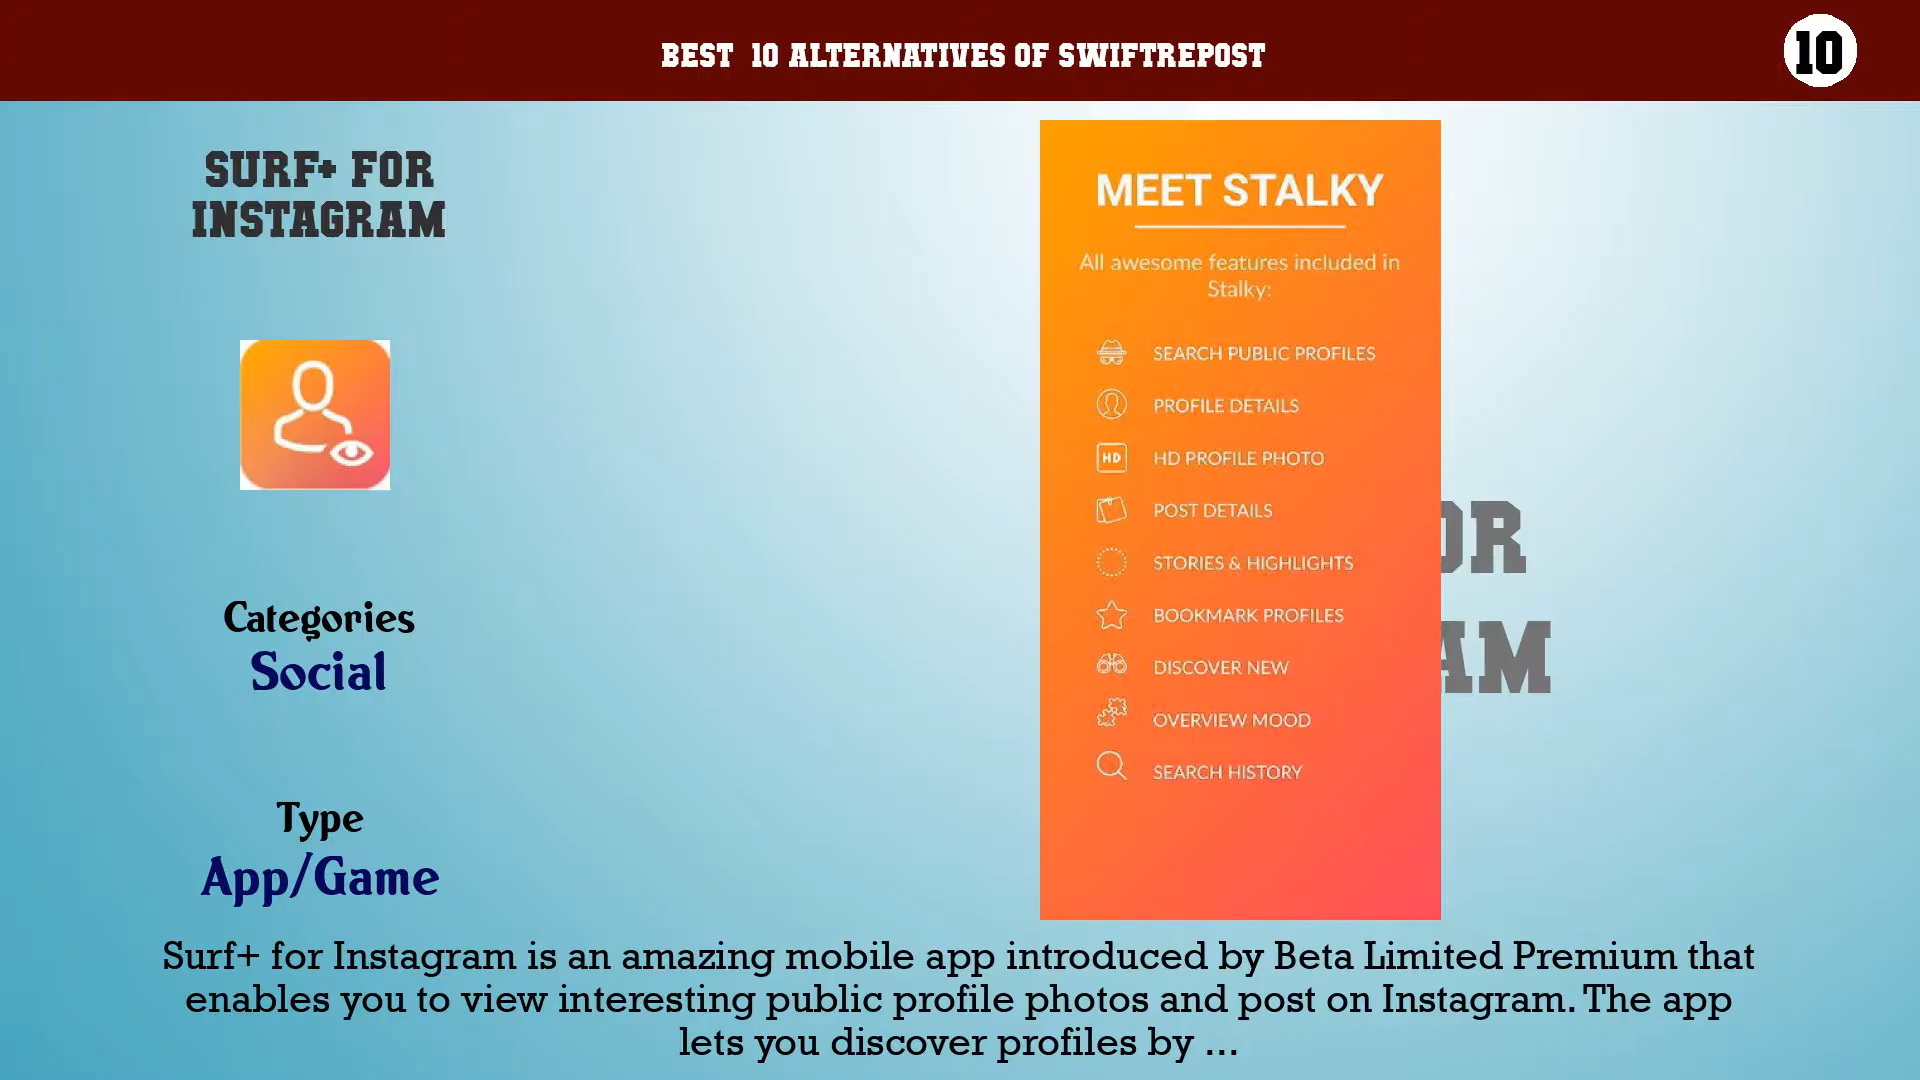 BEST 10 ALTERNATIVES OF SWIFTREPOST
10
SURF+ FOR
INSTAGRAM
Categories
Social
Type
App/Game
MEET STALKY
All awesome features included in
Stalky:
SEARCH PUBLIC PROFILES
PROFILE DETAILS
HD
HD PROFILE PHOTO
POST DETAILS
STORIES & HIGHLIGHTS
BOOKMARK PROFILES
DISCOVER NEW
OVERVIEW MOOD
SEARCH HISTORY
OR
AM
Surf+ for Instagram is an amazing mobile app introduced by Beta Limited Premium that
enables you to view interesting public profile photos and post on Instagram. The app
lets you discover profiles by ...